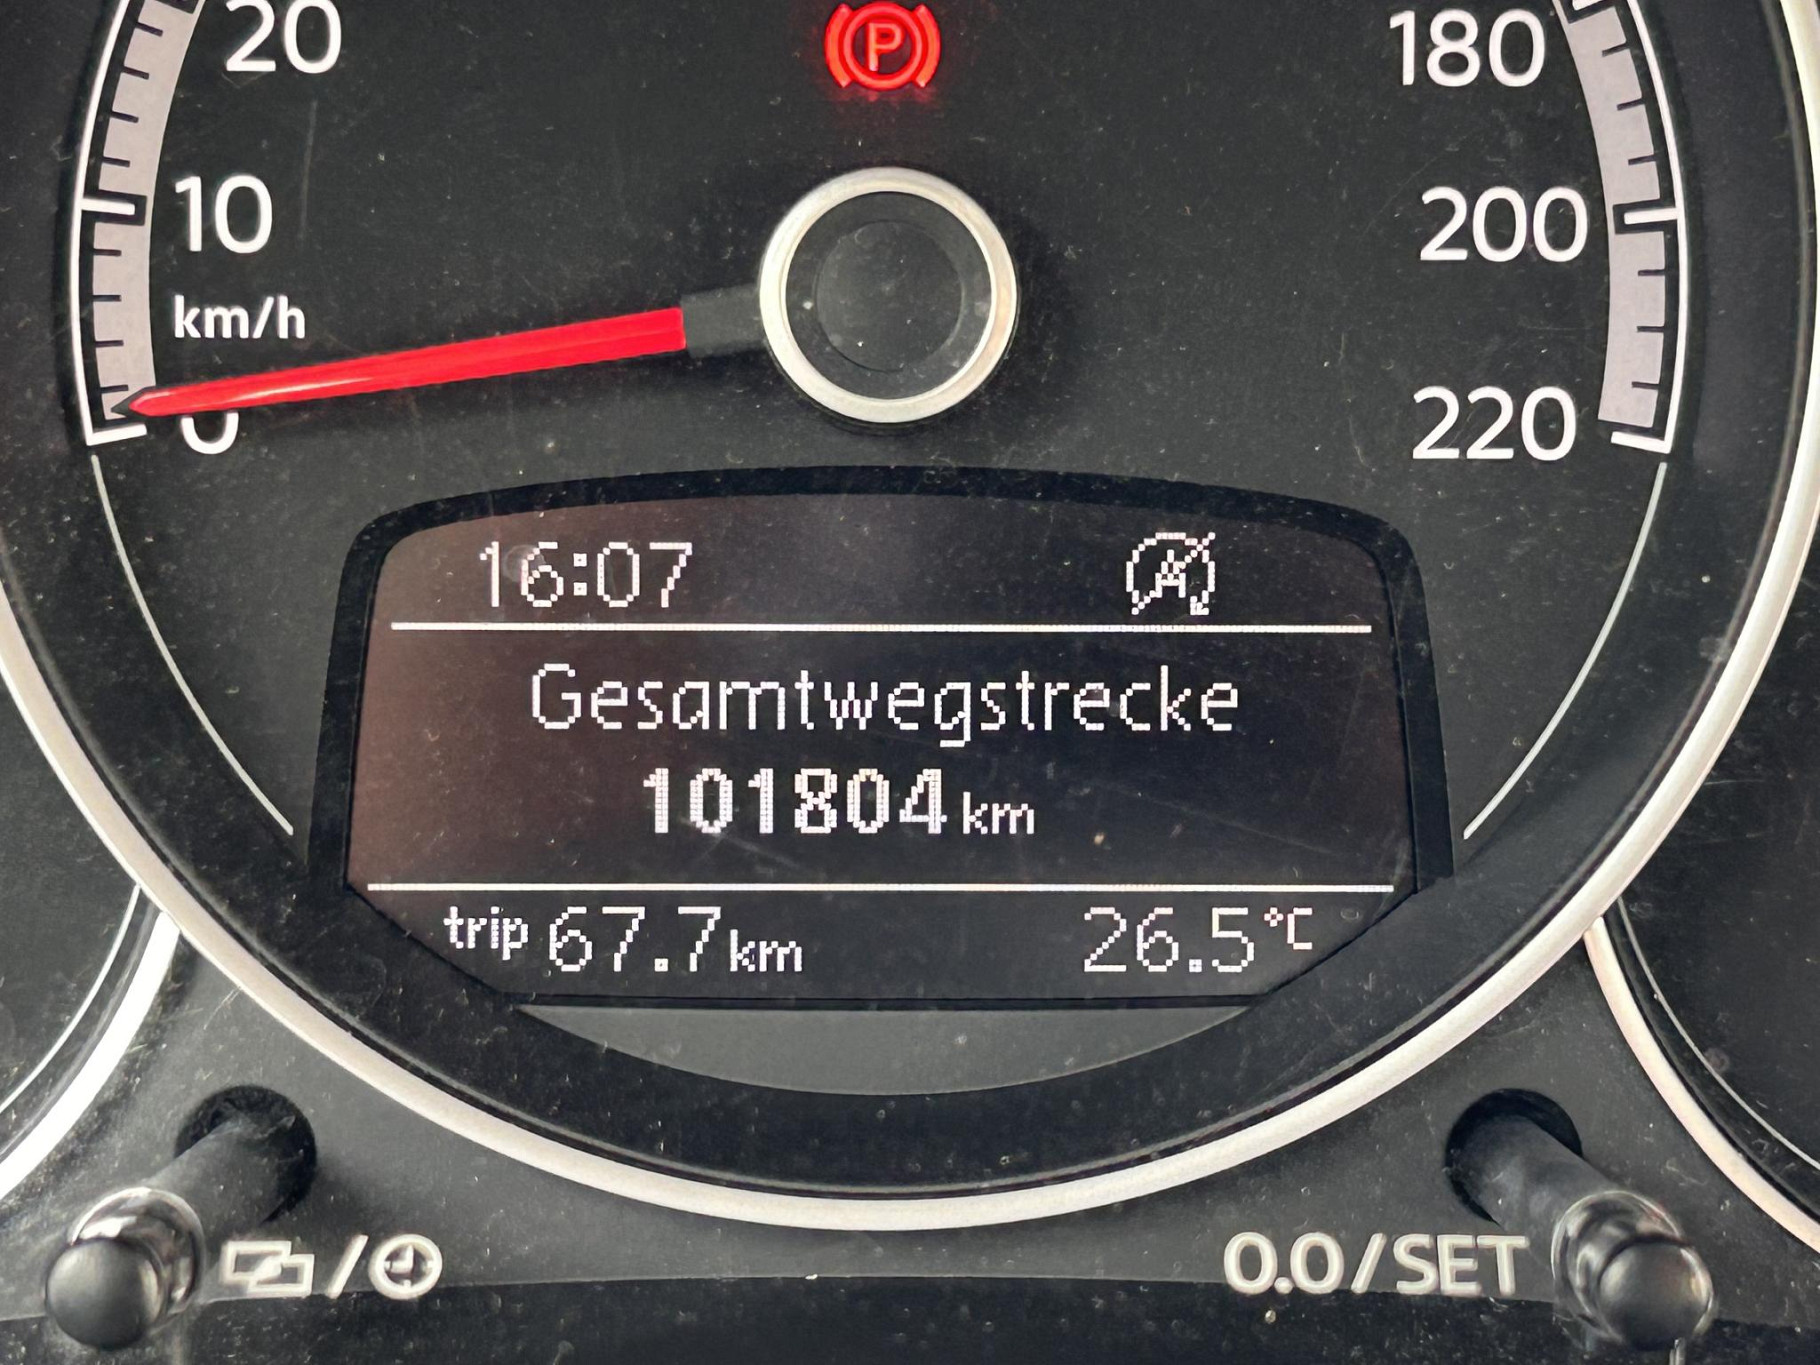 20
180
P
10
200
km/h
0
220
16:07
A
Gesamtwegstrecke
101804 km
trip 67.7 km 26.5 °C
/
0.0/SET